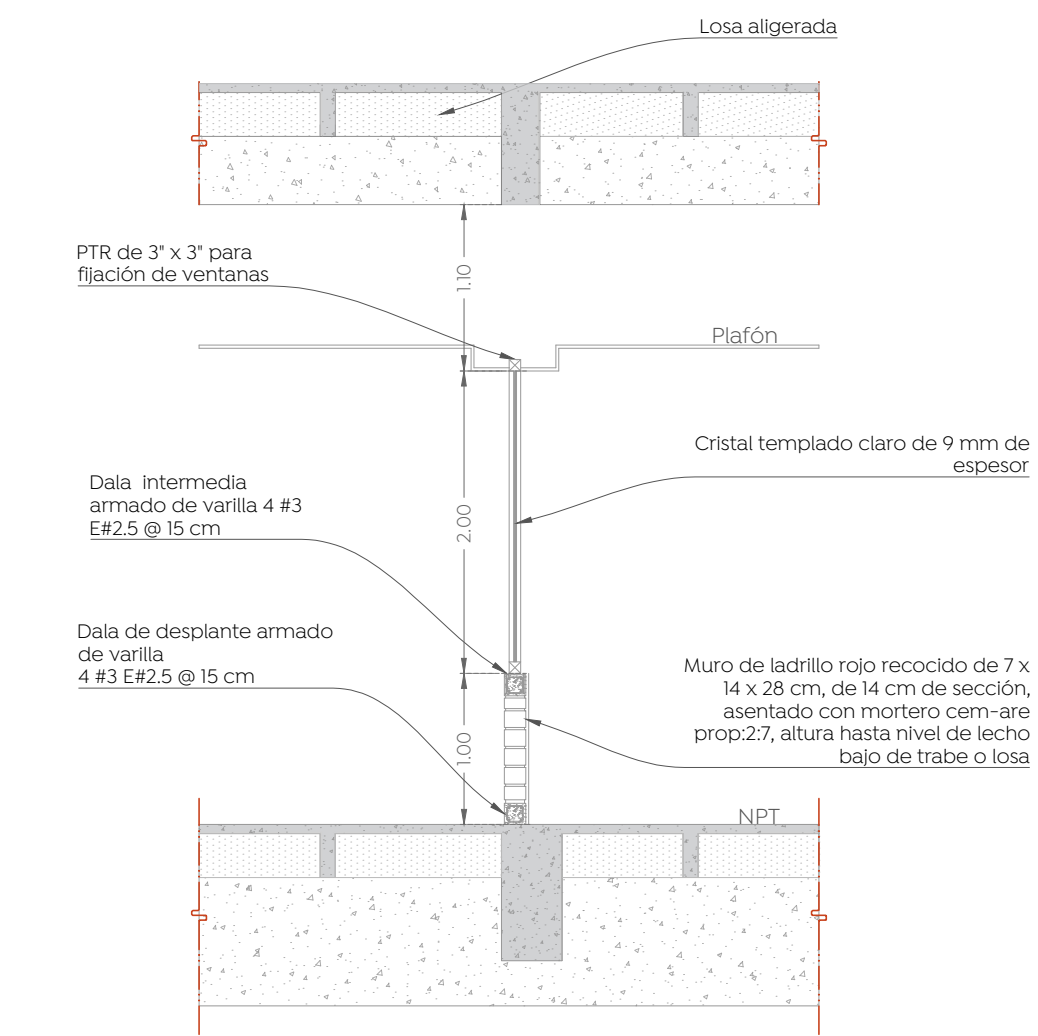 Losa aligerada
PTR de 3" x 3" para
fijación de ventanas
1.10
Plafón
Cristal templado claro de 9 mm de
espesor
Dala intermedia
armado de varilla 4 #3
E#2.5 @ 15 cm
2.00
Dala de desplante armado
de varilla
4 #3 E#2.5 @ 15 cm
Muro de ladrillo rojo recocido de 7 x
14 x 28 cm, de 14 cm de sección,
asentado con mortero cem-are
prop:2:7, altura hasta nivel de lecho
bajo de trabe o losa
1.00
NPT